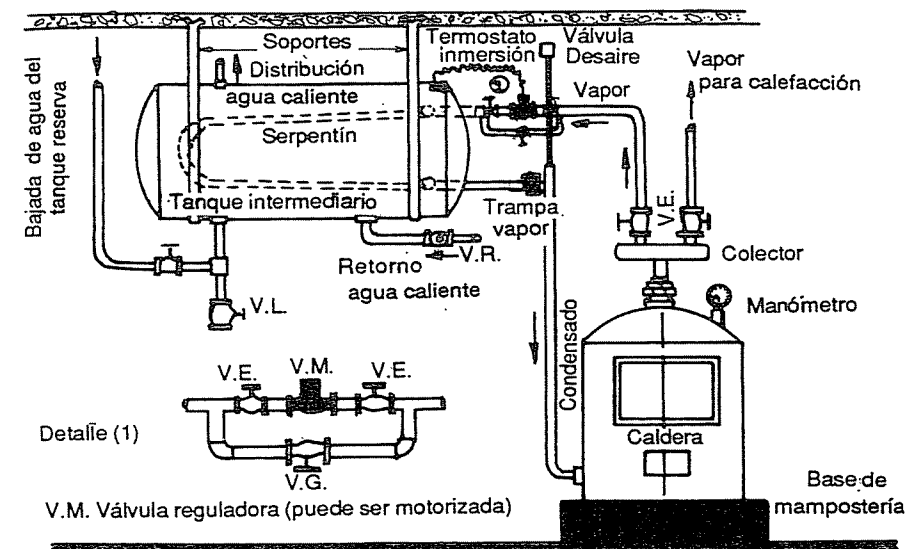 Soportes
Termostato
inmersión
Válvula
Desaire
Vapor
para calefacción
Distribución
agua caliente
Vapor
Bajada de agua del
tanque reserva
Serpentín
Tanque intermediario
Trampa
vapor
V.E.
V.R.
Colector
Retorno
agua caliente
V.L.
Manómetro
Condensado
V.E.
V.M.
V.E.
Detalle (1)
Caldera
V.G.
Base de
mampostería
V.M. Válvula reguladora (puede ser motorizada)